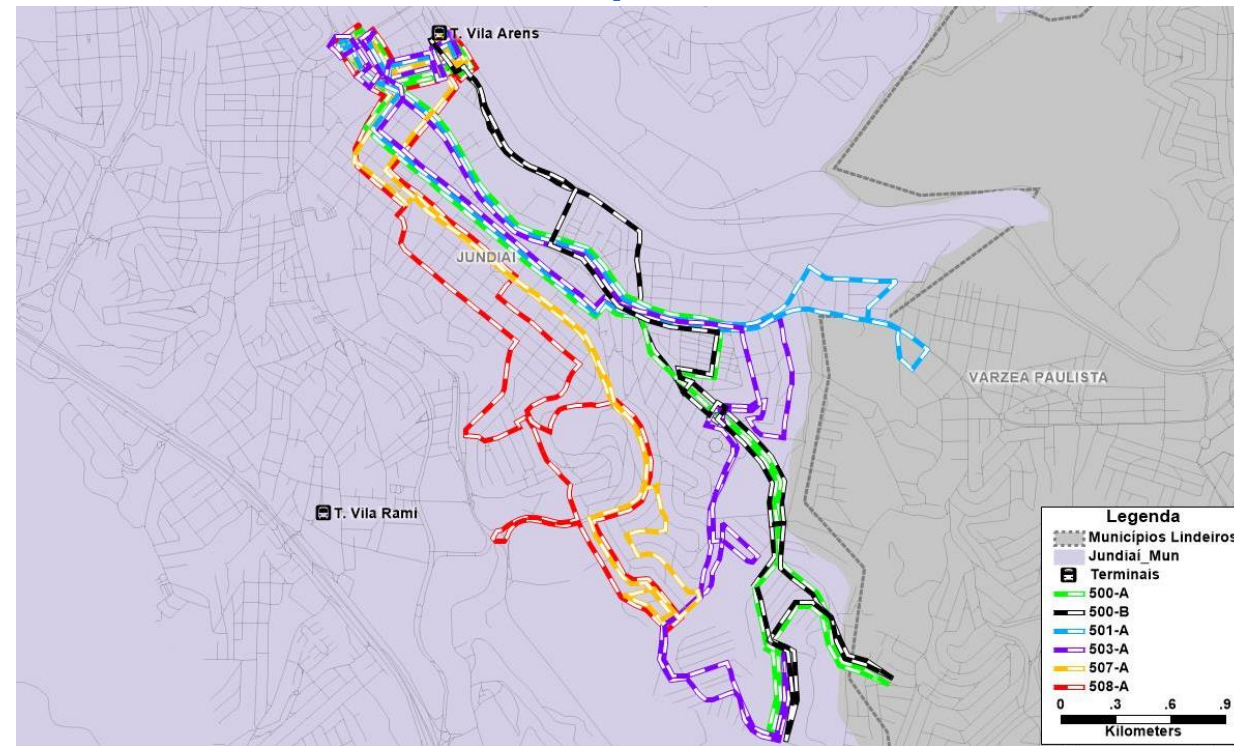 T. Vila Arens
JUNDIAÍ
VARZEA PAULISTA
T. Vila Rami
Legenda
Municípios Lindeiros
Jundiaí_Mun
Terminais
500-A
500-B
501-A
503-A
507-A
508-A
0 .3 .6 .9
Kilometers